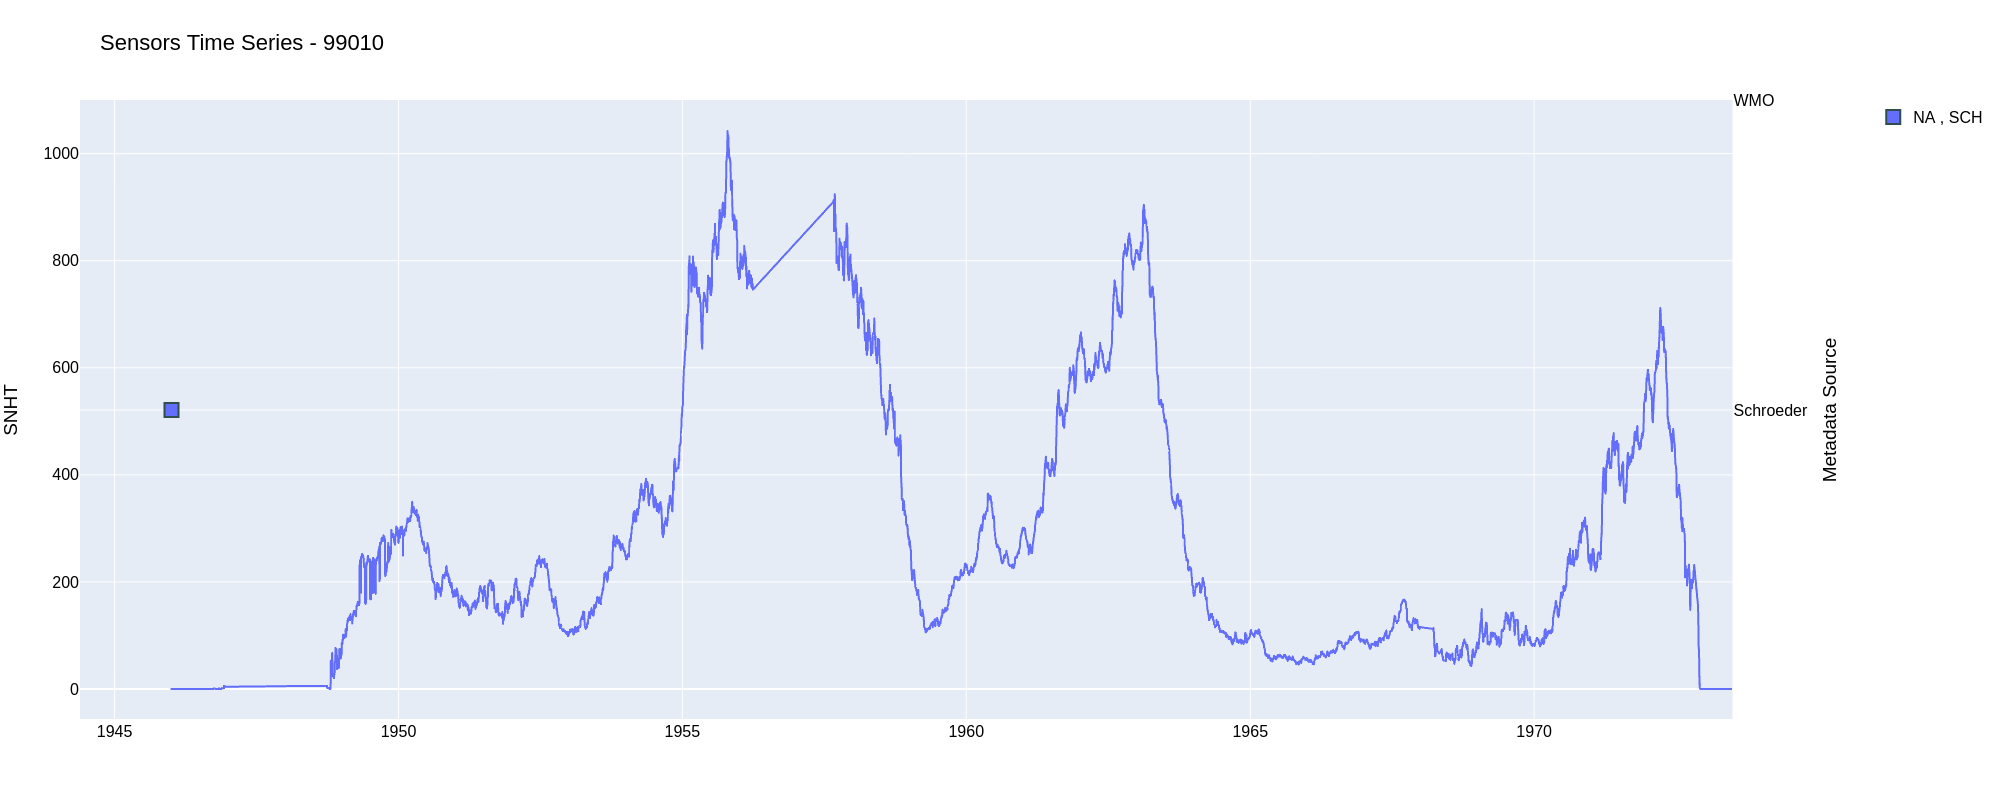 Sensors Time Series - 99010
WMO
NA , SCH
1000
800
600
400
200
0
SNHT
Schroeder
Metadata Source
1945
1950
1955
1960
1965
1970